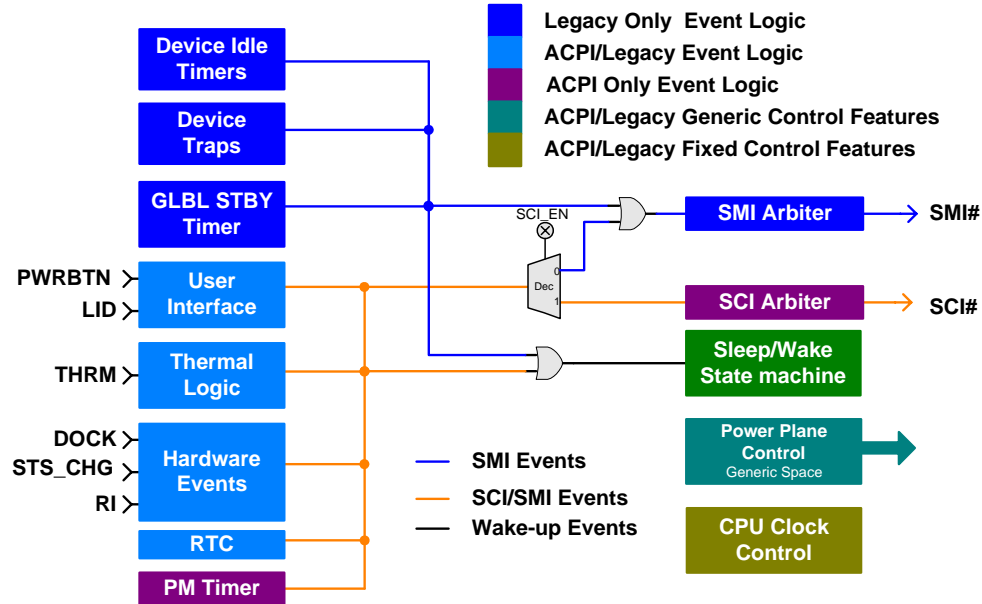 Legacy Only Event Logic
ACPI/Legacy Event Logic
ACPI Only Event Logic
ACPI/Legacy Generic Control Features
ACPI/Legacy Fixed Control Features
Device Idle
Timers
Device
Traps
GLBL STBY
Timer
PWRBTN
LID
User
Interface
THRM
Thermal
Logic
DOCK
STS_CHG
RI
Hardware
Events
RTC
PM Timer
SCI_EN
Dec
0
1
SMI Arbiter
SMI#
SCI Arbiter
SCI#
Sleep/Wake
State machine
Power Plane
Control
Generic Space
CPU Clock
Control
SMI Events
SCI/SMI Events
Wake-up Events